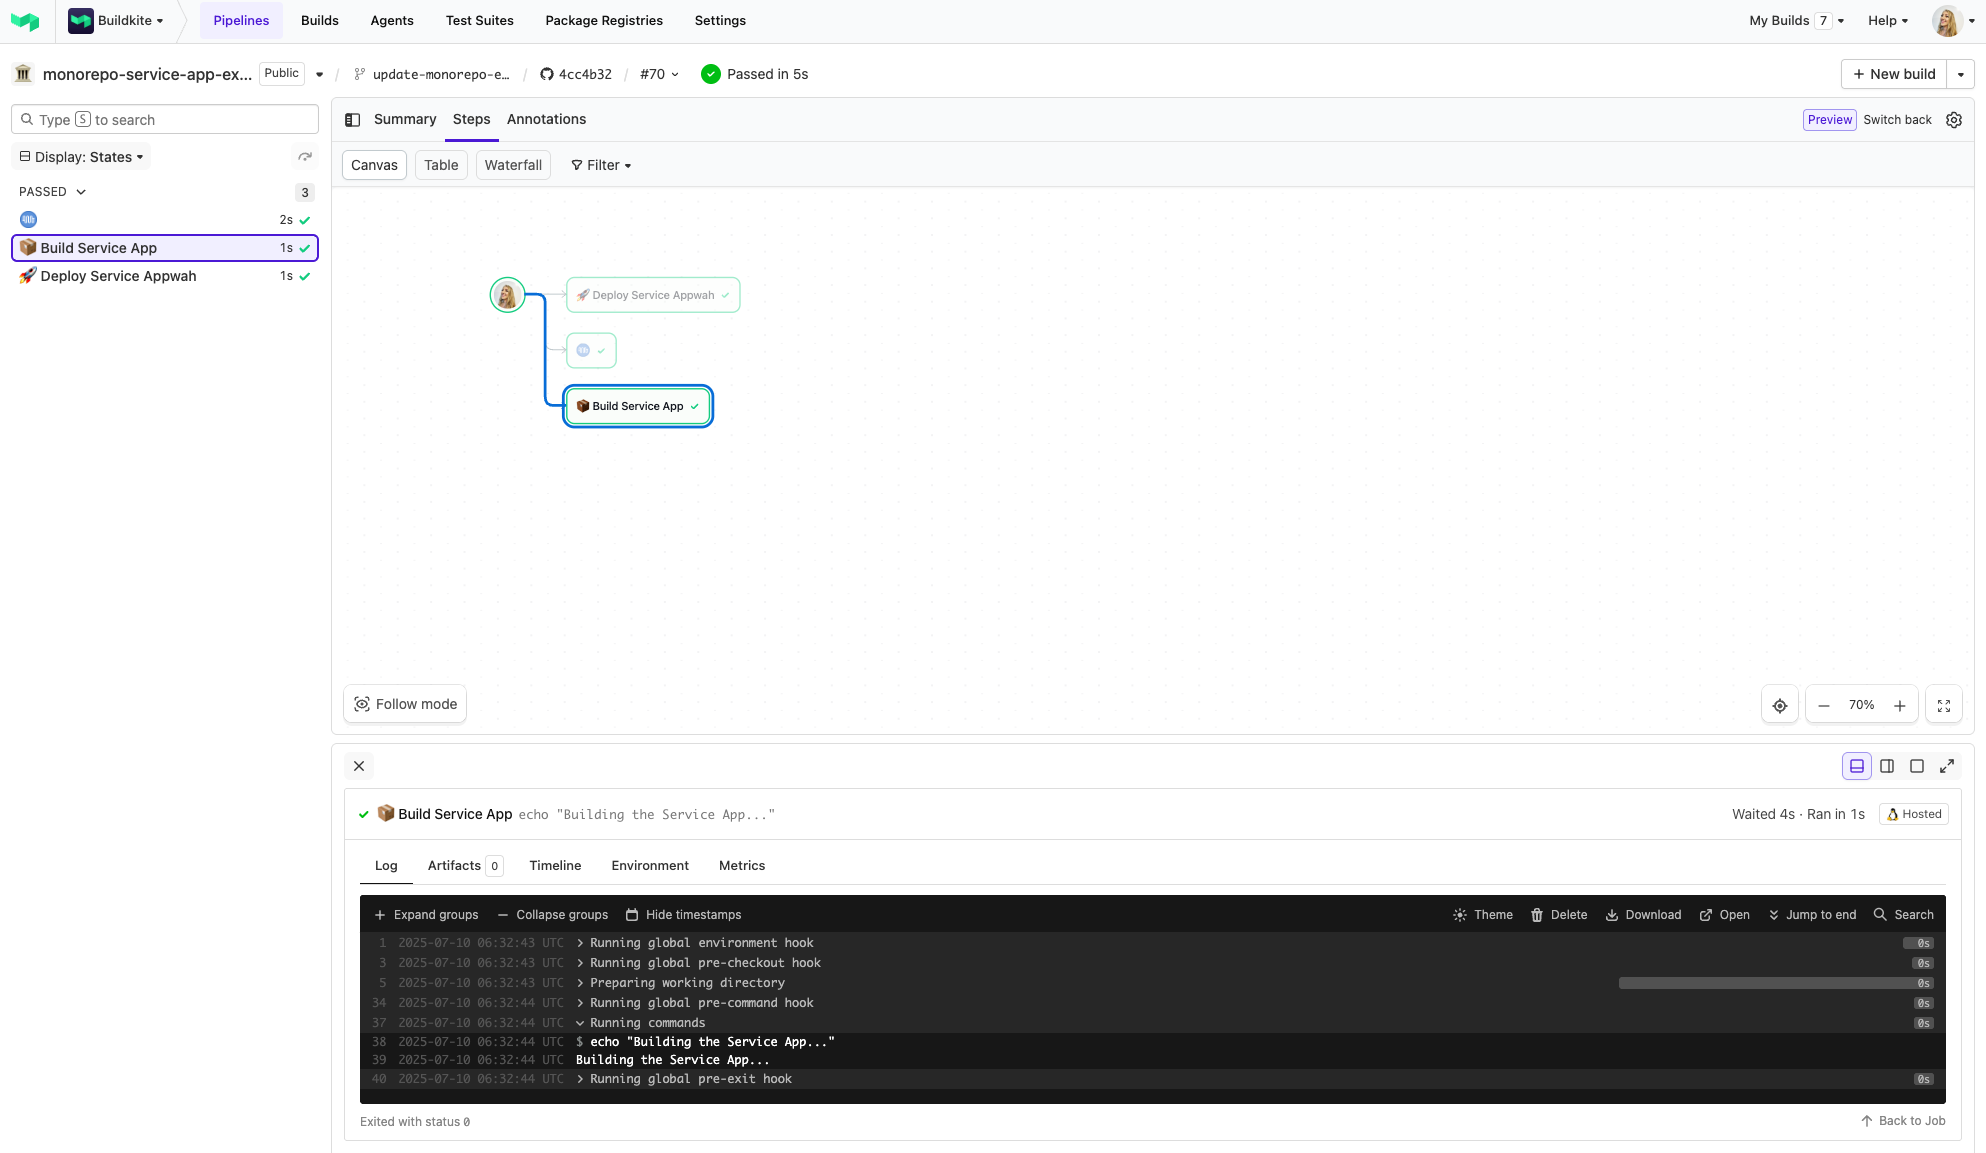 Buildkite Pipelines Builds Agents Test Suites Package Registries Settings My Builds 7 Help
monorepo-service-app-ex... Public / update-monorepo-e… / 4cc4b32 / #70 Passed in 5s + New build
Type S to search
Summary Steps Annotations Preview Switch back
Display: States
Canvas Table Waterfall Filter
PASSED 3
2s
Build Service App 1s
Deploy Service Appwah 1s
Deploy Service Appwah
Build Service App
Follow mode
70%
Build Service App echo "Building the Service App..." Waited 4s · Ran in 1s Hosted
Log Artifacts 0 Timeline Environment Metrics
Expand groups Collapse groups Hide timestamps Theme Delete Download Open Jump to end Search
1 2025-07-10 06:32:43 UTC Running global environment hook 0s
3 2025-07-10 06:32:43 UTC Running global pre-checkout hook 0s
5 2025-07-10 06:32:43 UTC Preparing working directory 0s
34 2025-07-10 06:32:44 UTC Running global pre-command hook 0s
37 2025-07-10 06:32:44 UTC Running commands 0s
38 2025-07-10 06:32:44 UTC $ echo "Building the Service App..."
39 2025-07-10 06:32:44 UTC Building the Service App...
40 2025-07-10 06:32:44 UTC Running global pre-exit hook 0s
Exited with status 0 Back to Job